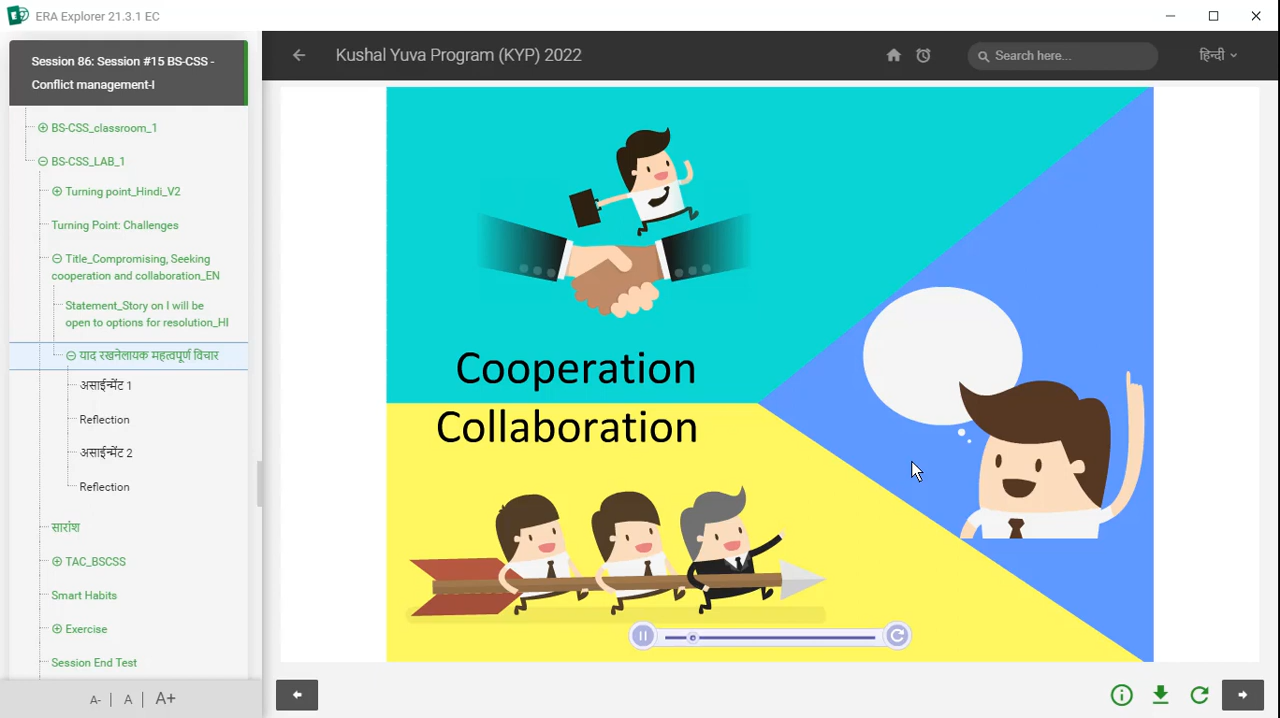 ERA Explorer 21.3.1 EC
Session 86: Session #15 BS-CSS -
Conflict management-I
Kushal Yuva Program (KYP) 2022
Search here...
हिन्दी
BS-CSS_classroom_1
BS-CSS_LAB_1
Turning point_Hindi_V2
Turning Point: Challenges
Title_Compromising, Seeking
cooperation and collaboration_EN
Statement_Story on I will be
open to options for resolution_HI
याद रखनेलायक महत्वपूर्ण विचार
असाईन्मेंट 1
Reflection
असाईन्मेंट 2
Reflection
सारांश
TAC_BSCSS
Smart Habits
Exercise
Session End Test
A- | A | A+
Cooperation
Collaboration